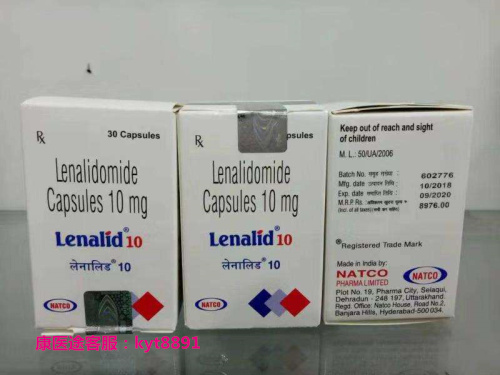 Rx
30 Capsules
Lenalidomide
Capsules 10 mg
Lenalid® 10
लेनालिड® 10
NATCO
Rx
Lenalidomide
Capsules 10 mg
Lenalid® 10
लेनालिड® 10
NATCO
Keep out of reach and sight
of children
M. L.: 50/UA/2006
Batch No. 602776
Mfg. date 10/2018
Exp. date 09/2020
M.R.P. Rs. 8976.00
®Registered Trade Mark
Made in India by:
NATCO
PHARMA LIMITED
NATCO
Plot No. 19, Pharma City, Selaqui,
Dehradun - 248 197, Uttarakhand.
Regd. Office: Natco House, Road No.2,
Banjara Hills, Hyderabad-500 034.
康医途客服：kyt8891